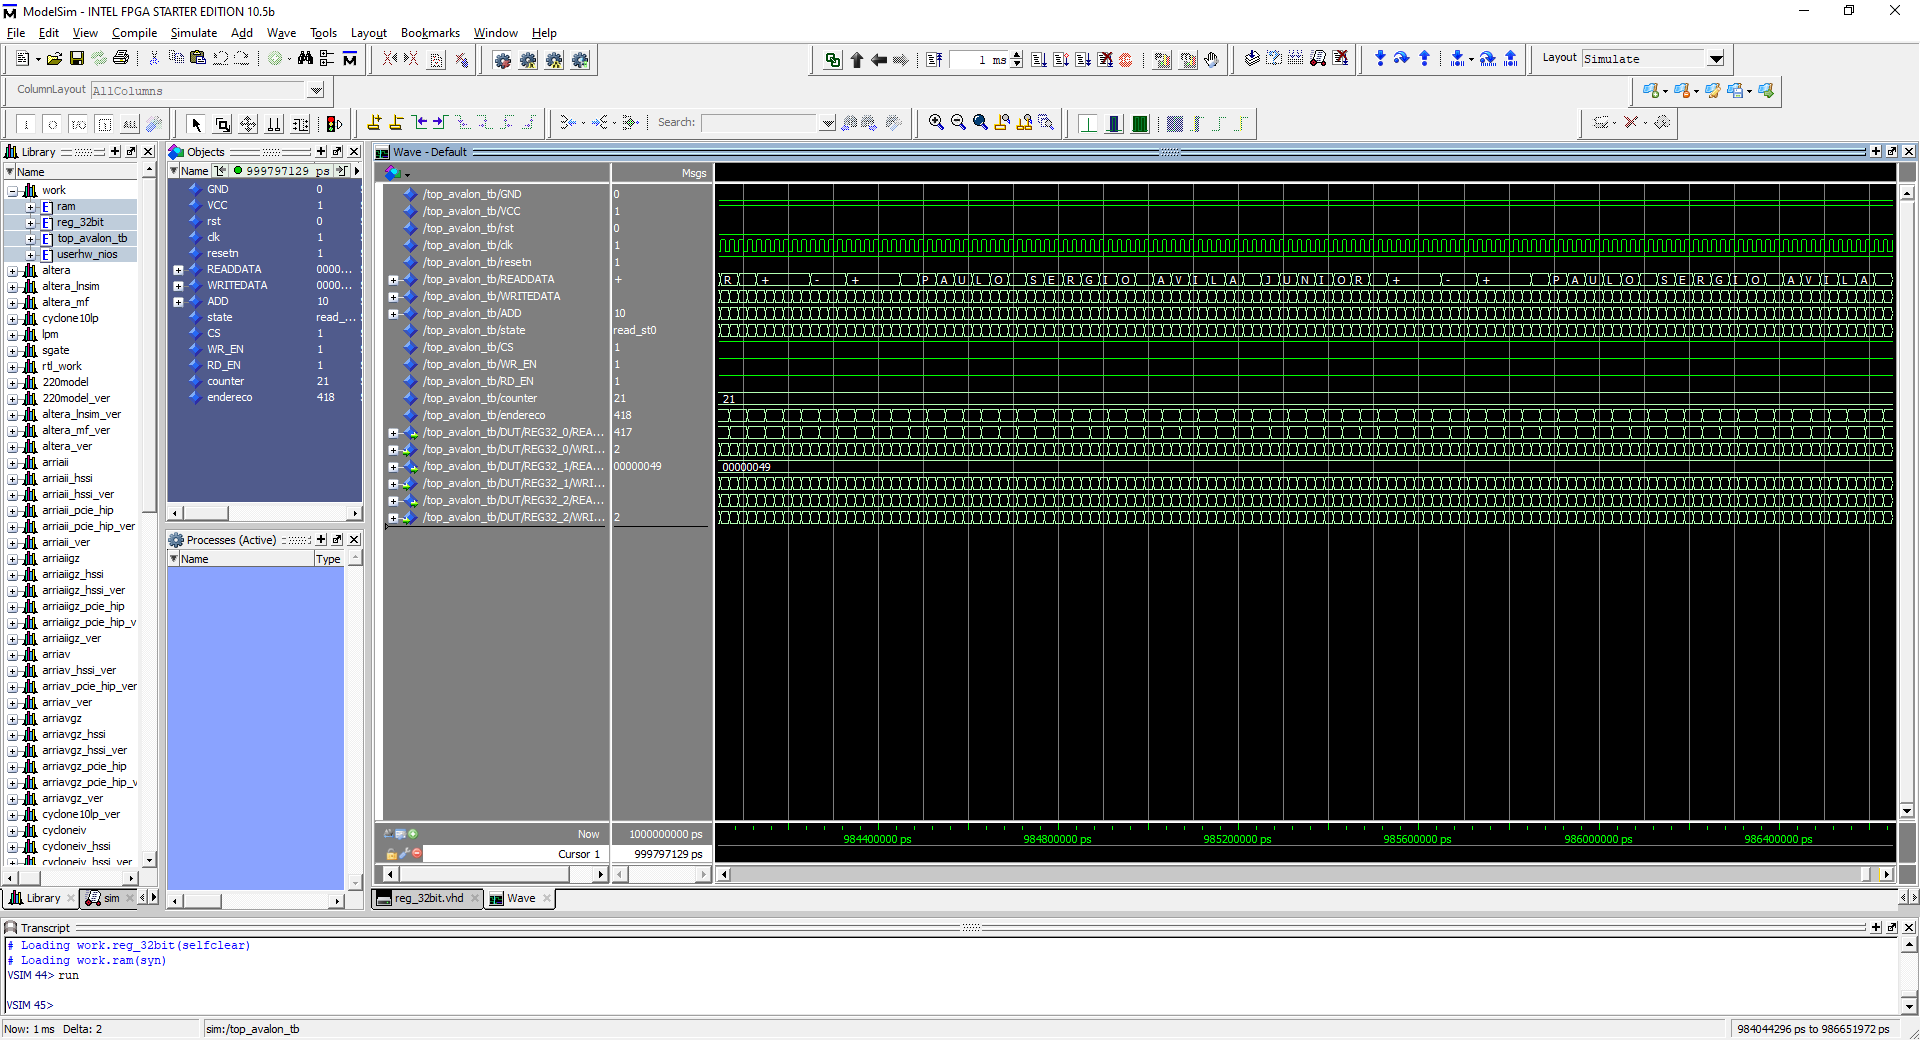 ModelSim - INTEL FPGA STARTER EDITION 10.5b
File Edit View Compile Simulate Add Wave Tools Layout Bookmarks Window Help
1 ms
Layout Simulate
ColumnLayout AllColumns
Search:
Library
Name
work
ram
reg_32bit
top_avalon_tb
userhw_nios
altera
altera_lnsim
altera_mf
cyclone10lp
lpm
sgate
rtl_work
220model
220model_ver
altera_lnsim_ver
altera_mf_ver
altera_ver
arriaii
arriaii_hssi
arriaii_hssi_ver
arriaii_pcie_hip
arriaii_pcie_hip_ver
arriaii_ver
arriaiigz
arriaiigz_hssi
arriaiigz_hssi_ver
arriaiigz_pcie_hip
arriaiigz_pcie_hip_v
arriaiigz_ver
arriav
arriav_hssi_ver
arriav_pcie_hip_ver
arriav_ver
arriavgz
arriavgz_hssi
arriavgz_hssi_ver
arriavgz_pcie_hip
arriavgz_pcie_hip_v
arriavgz_ver
cyclone10lp_ver
cycloneiv
cycloneiv_hssi
cycloneiv_hssi_ver
Library sim
Objects
Name 999797129 ps
GND 0
VCC 1
rst 0
clk 1
resetn 1
READDATA 0000...
WRITEDATA 0000...
ADD 10
state read_...
CS 1
WR_EN 1
RD_EN 1
counter 21
endereco 418
Processes (Active)
Name Type
Wave - Default
Msgs
/top_avalon_tb/GND 0
/top_avalon_tb/VCC 1
/top_avalon_tb/rst 0
/top_avalon_tb/clk 1
/top_avalon_tb/resetn 1
/top_avalon_tb/READDATA + R + - + P A U L O S E R G I O A V I L A J U N I O R + - + P A U L O S E R G I O A V I L A
/top_avalon_tb/WRITEDATA
/top_avalon_tb/ADD 10
/top_avalon_tb/state read_st0
/top_avalon_tb/CS 1
/top_avalon_tb/WR_EN 1
/top_avalon_tb/RD_EN 1
/top_avalon_tb/counter 21 21
/top_avalon_tb/endereco 418
/top_avalon_tb/DUT/REG32_0/REA... 417
/top_avalon_tb/DUT/REG32_0/WRI... 2
/top_avalon_tb/DUT/REG32_1/REA... 00000049 00000049
/top_avalon_tb/DUT/REG32_1/WRI...
/top_avalon_tb/DUT/REG32_2/REA...
/top_avalon_tb/DUT/REG32_2/WRI... 2
Now 1000000000 ps 984400000 ps 984800000 ps 985200000 ps 985600000 ps 986000000 ps 986400000 ps
Cursor 1 999797129 ps
reg_32bit.vhd Wave
Transcript
# Loading work.reg_32bit(selfclear)
# Loading work.ram(syn)
VSIM 44> run
VSIM 45>
Now: 1 ms Delta: 2 sim:/top_avalon_tb 984044296 ps to 986651972 ps